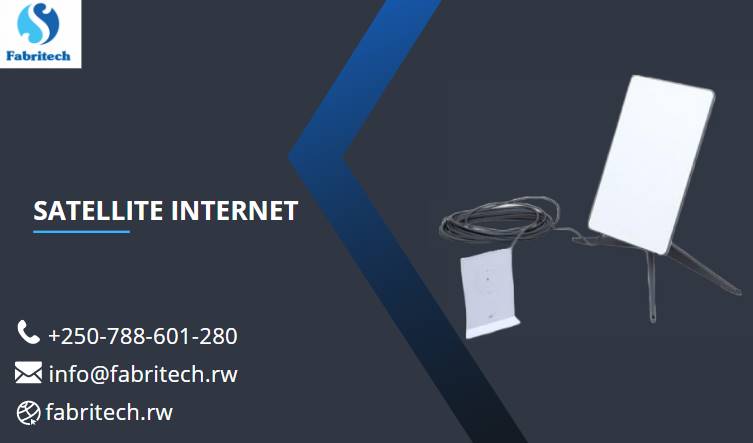 Fabritech
SATELLITE INTERNET
+250-788-601-280
info@fabritech.rw
fabritech.rw